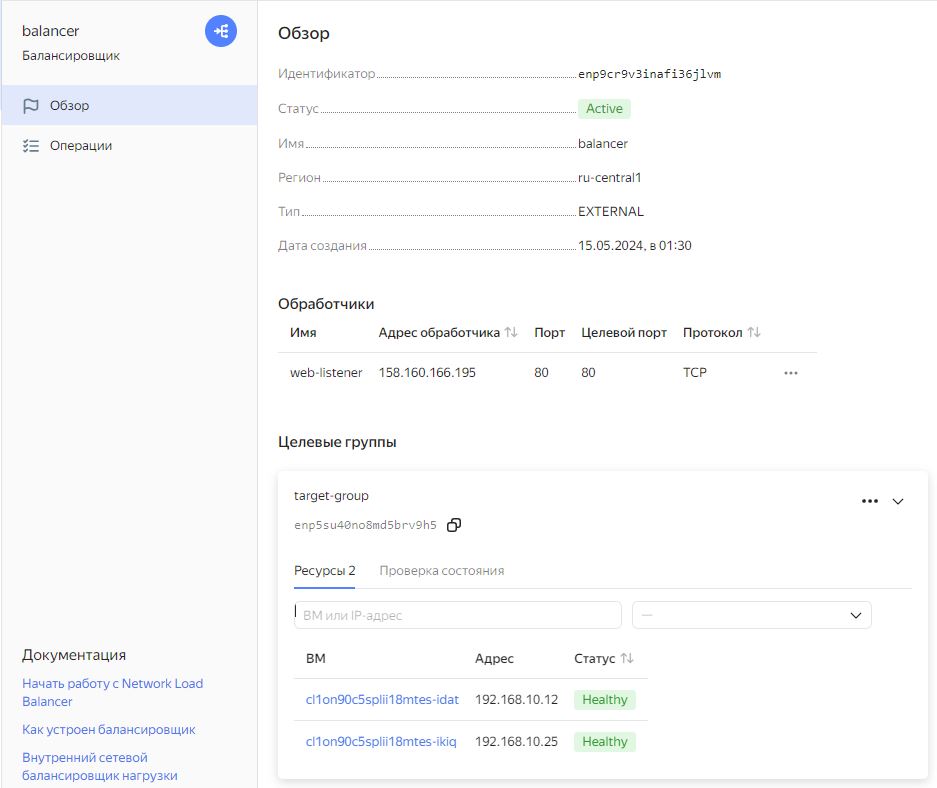 balancer
Балансировщик
Обзор
Операции
Документация
Начать работу с Network Load
Balancer
Как устроен балансировщик
Внутренний сетевой
балансировщик нагрузки
Обзор
Идентификатор enp9cr9v3inafi36jlvm
Статус Active
Имя balancer
Регион ru-central1
Тип EXTERNAL
Дата создания 15.05.2024, в 01:30
Обработчики
Имя Адрес обработчика Порт Целевой порт Протокол
web-listener 158.160.166.195 80 80 TCP
Целевые группы
target-group
enp5su40no8md5brv9h5
Ресурсы 2 Проверка состояния
ВМ или IP-адрес —
ВМ Адрес Статус
cl1on90c5splii18mtes-idat 192.168.10.12 Healthy
cl1on90c5splii18mtes-ikiq 192.168.10.25 Healthy